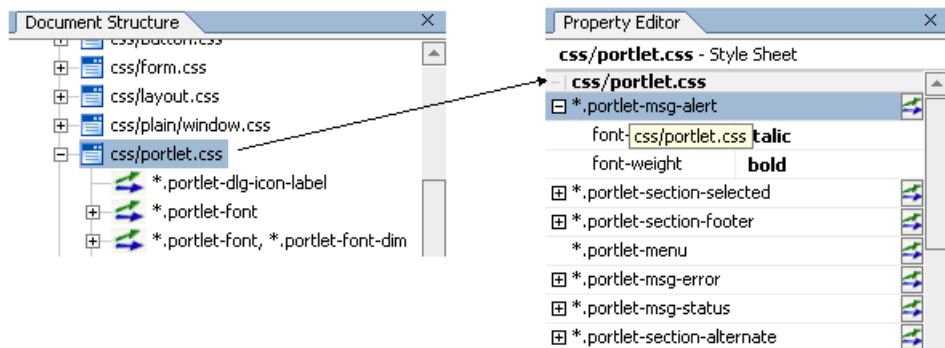 Document Structure
css/button.css
css/form.css
css/layout.css
css/plain/window.css
css/portlet.css
*.portlet-dlg-icon-label
*.portlet-font
*.portlet-font, *.portlet-font-dim
Property Editor
css/portlet.css - Style Sheet
css/portlet.css
*.portlet-msg-alert
font- css/portlet.css talic
font-weight bold
*.portlet-section-selected
*.portlet-section-footer
*.portlet-menu
*.portlet-msg-error
*.portlet-msg-status
*.portlet-section-alternate